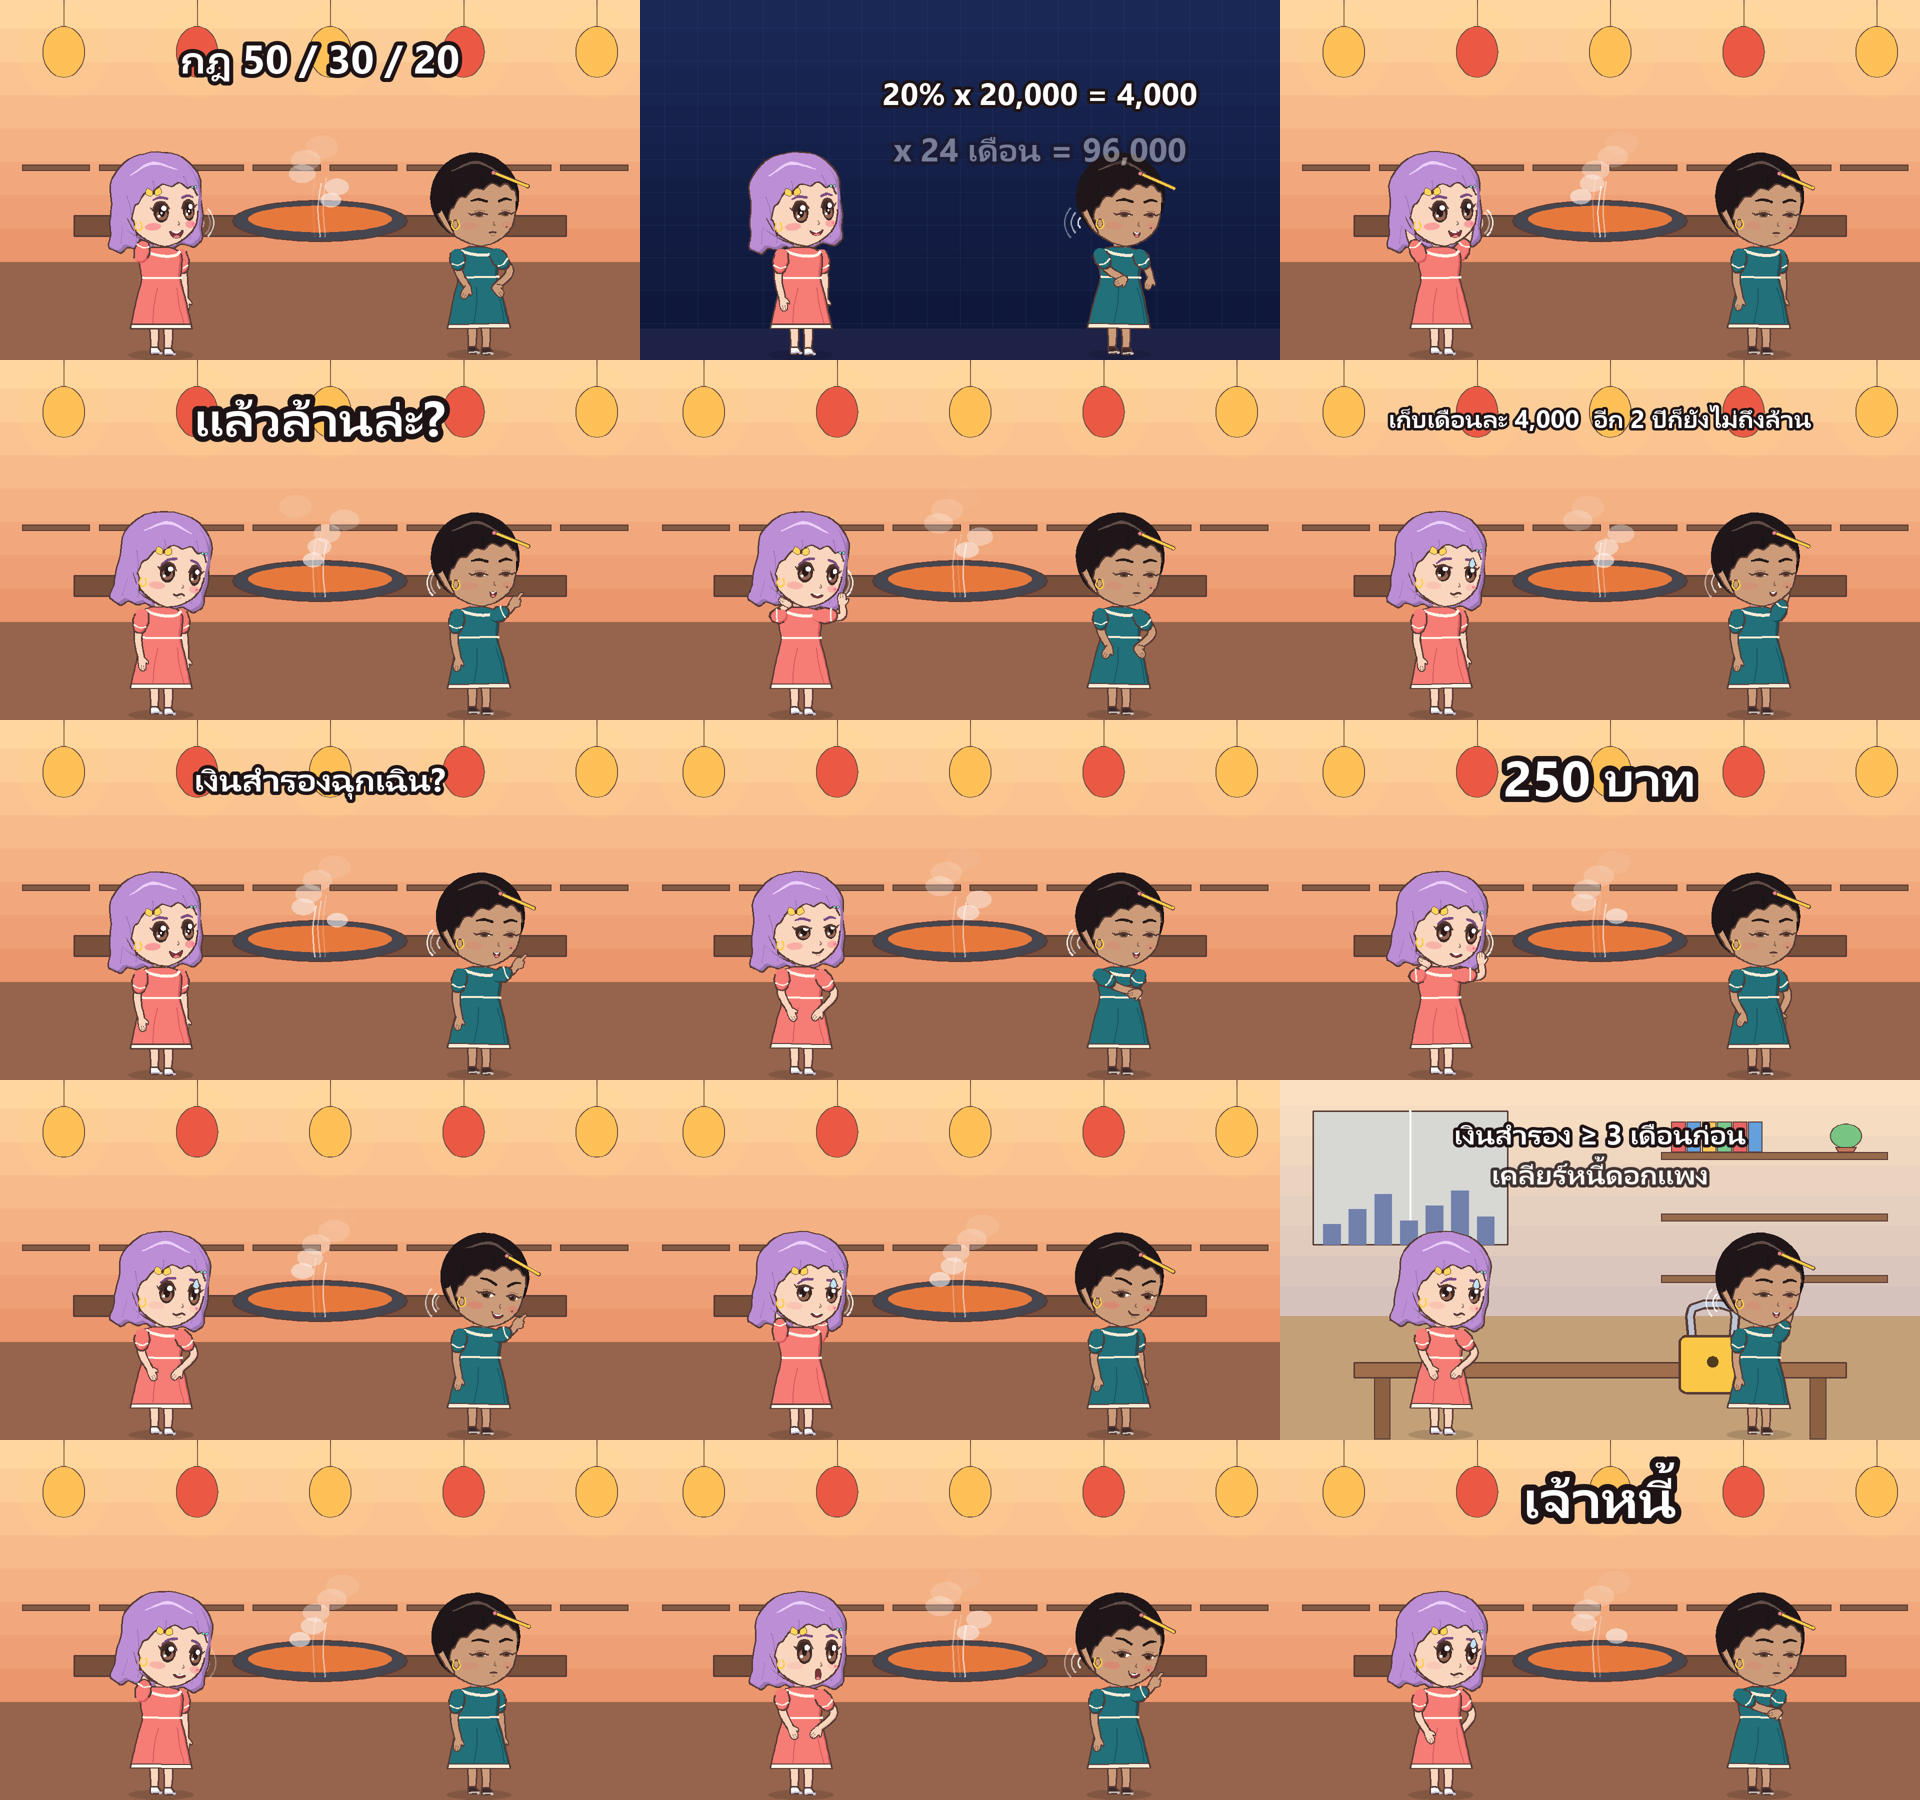 กฎ 50 / 30 / 20
20% x 20,000 = 4,000
x 24 เดือน = 96,000
แล้วล้านล่ะ?
เก็บเดือนละ 4,000 อีก 2 ปีก็ยังไม่ถึงล้าน
เงินสำรองฉุกเฉิน?
250 บาท
เงินสำรอง ≥ 3 เดือนก่อน
เคลียร์หนี้ดอกแพง
เจ้าหนี้